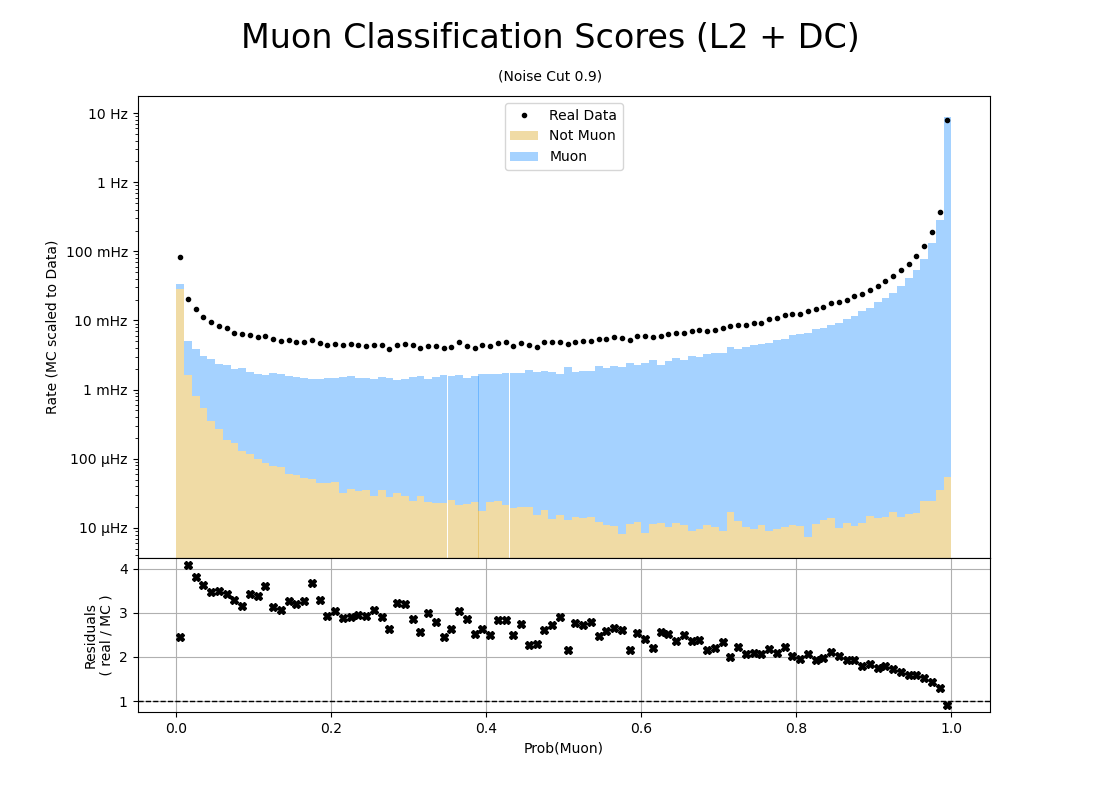 Muon Classification Scores (L2 + DC)
(Noise Cut 0.9)
Real Data
Not Muon
Muon
Rate (MC scaled to Data)
10 Hz
1 Hz
100 mHz
10 mHz
1 mHz
100 µHz
10 µHz
Residuals
( real / MC )
4
3
2
1
0.0 0.2 0.4 0.6 0.8 1.0
Prob(Muon)